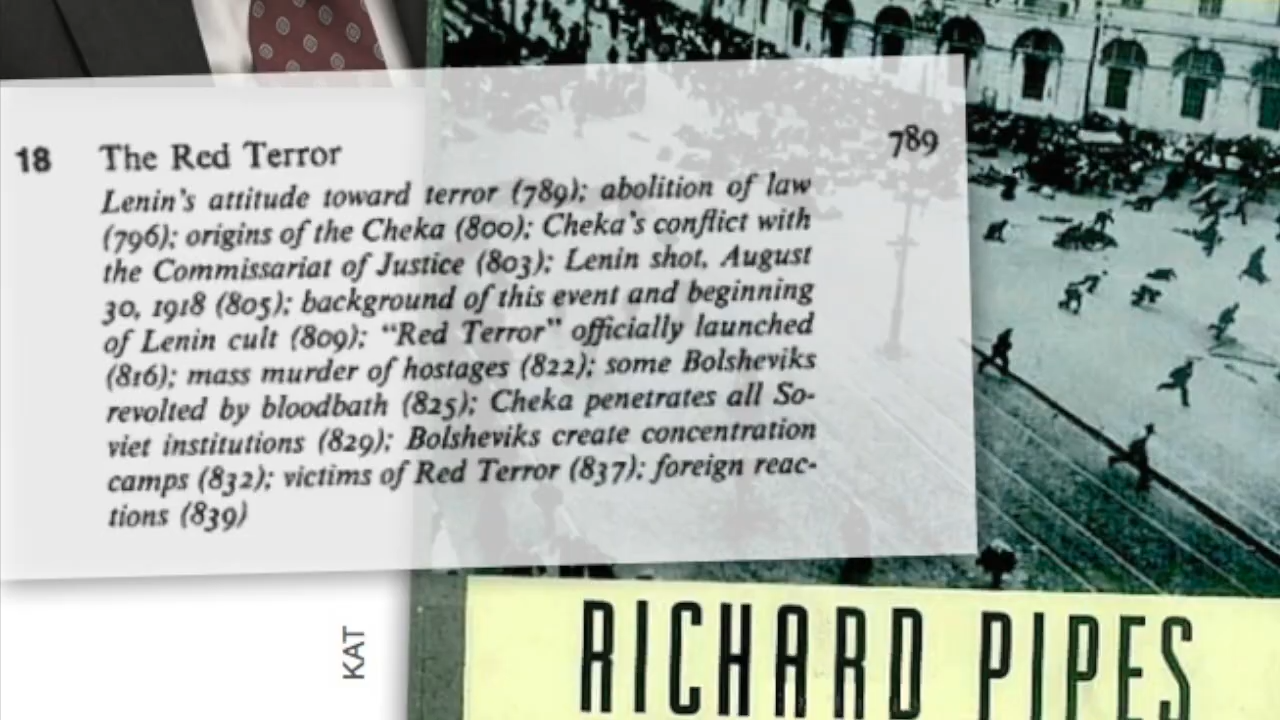 18 The Red Terror 789
Lenin's attitude toward terror (789); abolition of law
(796); origins of the Cheka (800); Cheka's conflict with
the Commissariat of Justice (803); Lenin shot, August
30, 1918 (805); background of this event and beginning
of Lenin cult (809); “Red Terror” officially launched
(816); mass murder of hostages (822); some Bolsheviks
revolted by bloodbath (825); Cheka penetrates all So-
viet institutions (829); Bolsheviks create concentration
camps (832); victims of Red Terror (837); foreign reac-
tions (839)
KAT
RICHARD PIPES